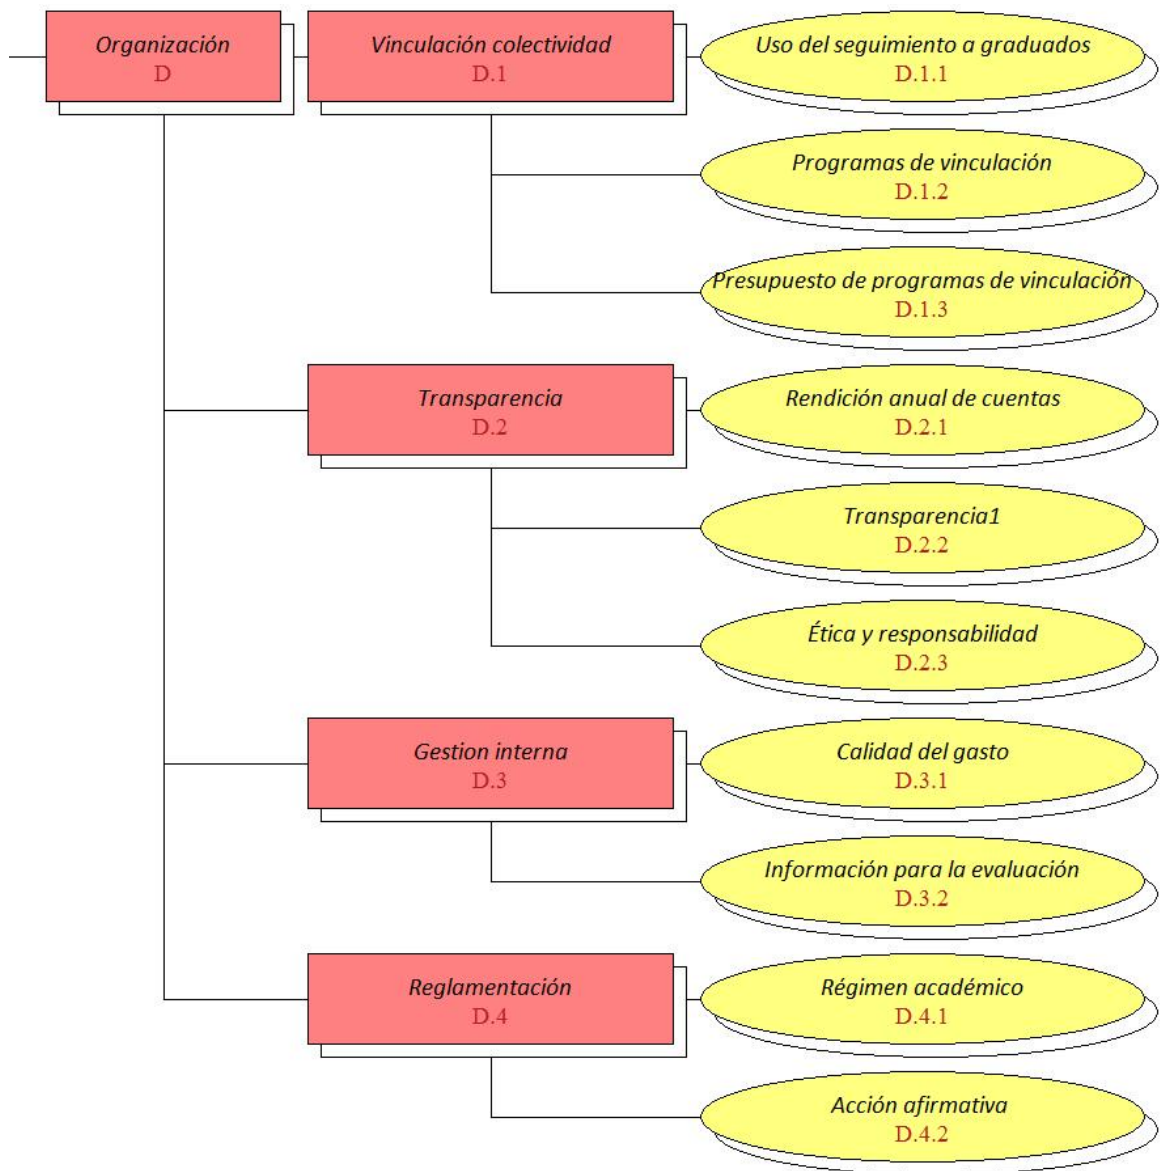 Organización
D
Vinculación colectividad
D.1
Uso del seguimiento a graduados
D.1.1
Programas de vinculación
D.1.2
Presupuesto de programas de vinculación
D.1.3
Transparencia
D.2
Rendición anual de cuentas
D.2.1
Transparencia1
D.2.2
Ética y responsabilidad
D.2.3
Gestion interna
D.3
Calidad del gasto
D.3.1
Información para la evaluación
D.3.2
Reglamentación
D.4
Régimen académico
D.4.1
Acción afirmativa
D.4.2